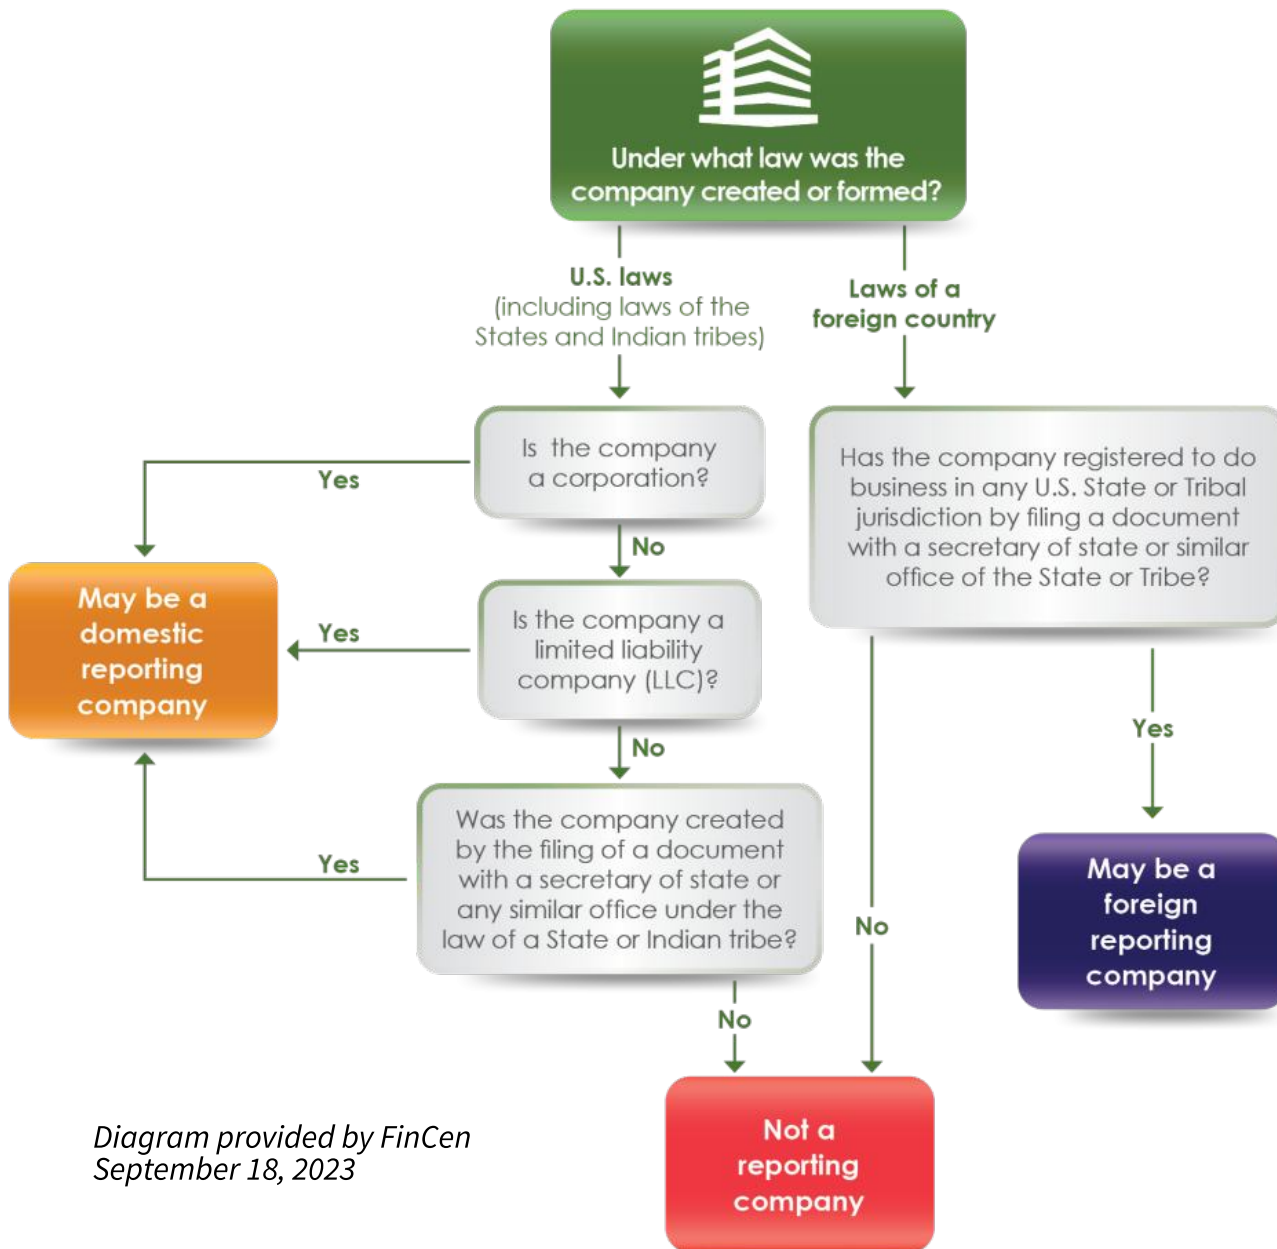 Under what law was the
company created or formed?
U.S. laws
(including laws of the
States and Indian tribes)
Laws of a
foreign country
Is the company
a corporation?
Yes
No
Has the company registered to do
business in any U.S. State or Tribal
jurisdiction by filing a document
with a secretary of state or similar
office of the State or Tribe?
May be a
domestic
reporting
company
Yes
Is the company a
limited liability
company (LLC)?
No
Yes
Was the company created
by the filing of a document
with a secretary of state or
any similar office under the
law of a State or Indian tribe?
Yes
No
May be a
foreign
reporting
company
No
Not a
reporting
company
Diagram provided by FinCen
September 18, 2023